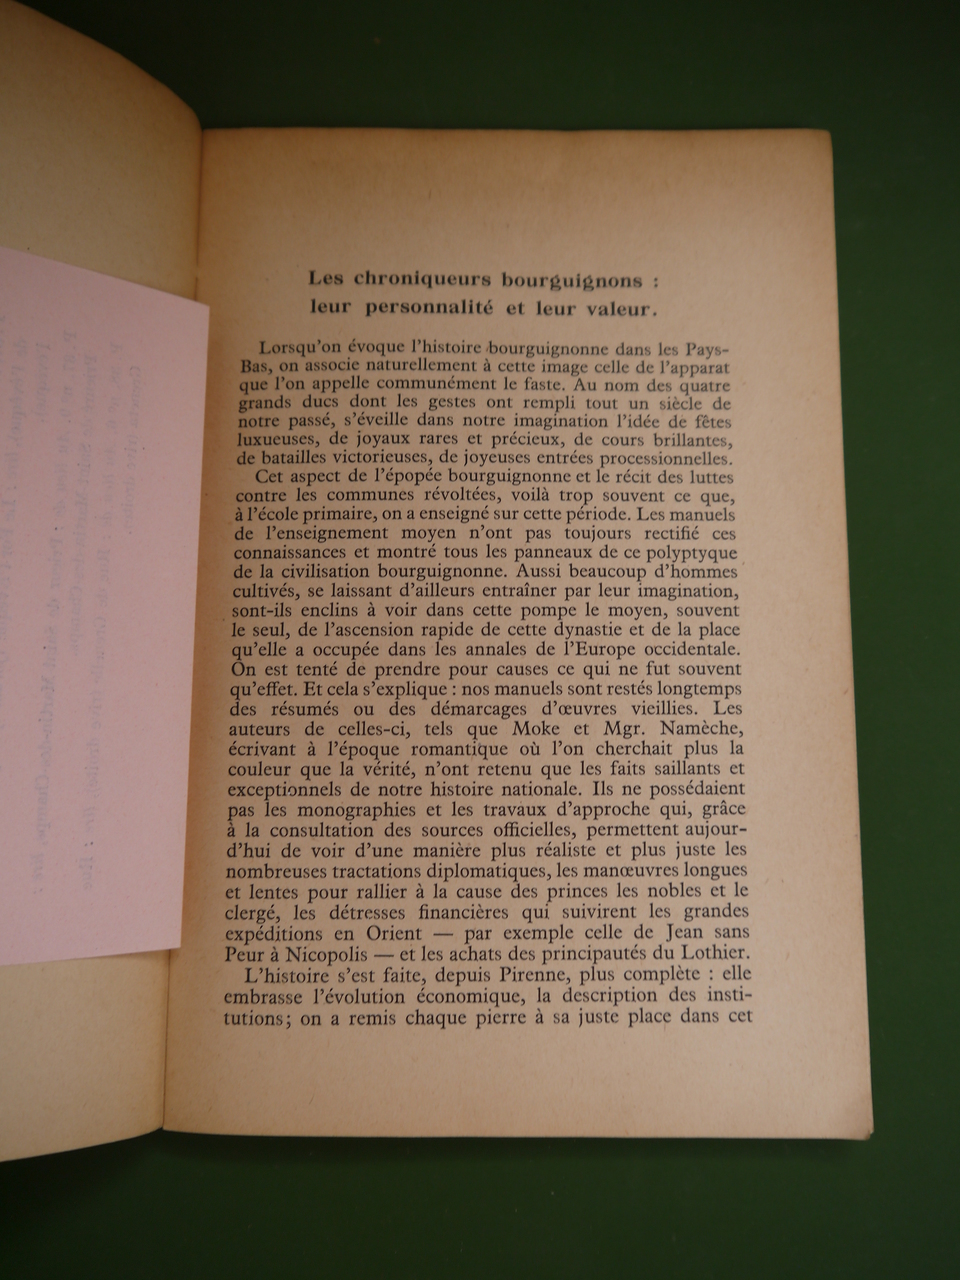 Les chroniqueurs bourguignons :
leur personnalité et leur valeur.
Lorsqu'on évoque l'histoire bourguignonne dans les Pays-
Bas, on associe naturellement à cette image celle de l'apparat
que l'on appelle communément le faste. Au nom des quatre
grands ducs dont les gestes ont rempli tout un siècle de
notre passé, s'éveille dans notre imagination l'idée de fêtes
luxueuses, de joyaux rares et précieux, de cours brillantes,
de batailles victorieuses, de joyeuses entrées processionnelles.
Cet aspect de l'épopée bourguignonne et le récit des luttes
contre les communes révoltées, voilà trop souvent ce que,
à l'école primaire, on a enseigné sur cette période. Les manuels
de l'enseignement moyen n'ont pas toujours rectifié ces
connaissances et montré tous les panneaux de ce polyptyque
de la civilisation bourguignonne. Aussi beaucoup d'hommes
cultivés, se laissant d'ailleurs entraîner par leur imagination,
sont-ils enclins à voir dans cette pompe le moyen, souvent
le seul, de l'ascension rapide de cette dynastie et de la place
qu'elle a occupée dans les annales de l'Europe occidentale.
On est tenté de prendre pour causes ce qui ne fut souvent
qu'effet. Et cela s'explique : nos manuels sont restés longtemps
des résumés ou des démarcages d'œuvres vieillies. Les
auteurs de celles-ci, tels que Moke et Mgr. Namèche,
écrivant à l'époque romantique où l'on cherchait plus la
couleur que la vérité, n'ont retenu que les faits saillants et
exceptionnels de notre histoire nationale. Ils ne possédaient
pas les monographies et les travaux d'approche qui, grâce
à la consultation des sources officielles, permettent aujour-
d'hui de voir d'une manière plus réaliste et plus juste les
nombreuses tractations diplomatiques, les manœuvres longues
et lentes pour rallier à la cause des princes les nobles et le
clergé, les détresses financières qui suivirent les grandes
expéditions en Orient — par exemple celle de Jean sans
Peur à Nicopolis — et les achats des principautés du Lothier.
L'histoire s'est faite, depuis Pirenne, plus complète : elle
embrasse l'évolution économique, la description des insti-
tutions; on a remis chaque pierre à sa juste place dans cet